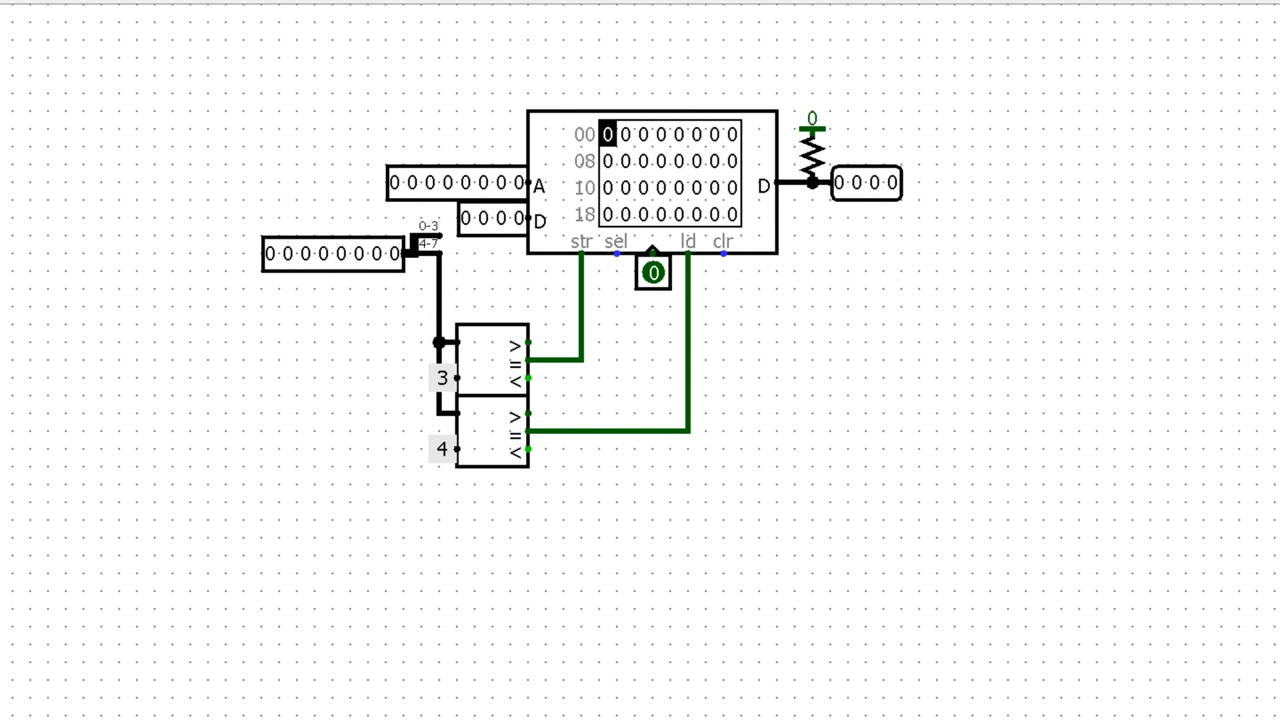 0
00 0 0 0 0 0 0 0 0
08 0 0 0 0 0 0 0 0
0 0 0 0 0 0 0 0 A
10 0 0 0 0 0 0 0 0
D
0 0 0 0
0 0 0 0 D
18 0 0 0 0 0 0 0 0
0-3
4-7
str sel ld clr
0 0 0 0 0 0 0 0
0
>
=
3 <
>
=
4 <